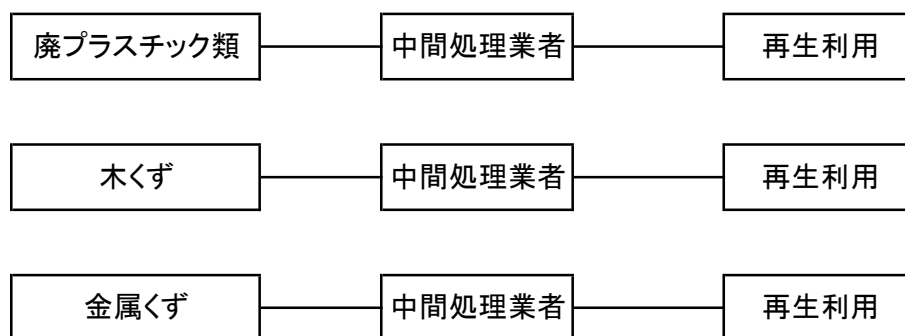 廃プラスチック類 中間処理業者 再生利用
木くず 中間処理業者 再生利用
金属くず 中間処理業者 再生利用